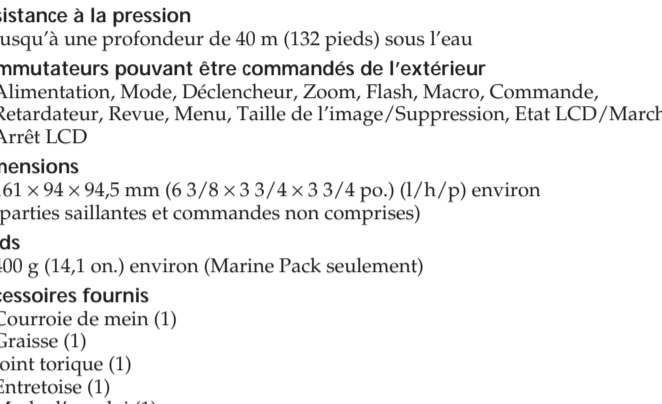 sistance à la pression
usqu'à une profondeur de 40 m (132 pieds) sous l'eau
mmutateurs pouvant être commandés de l'extérieur
Alimentation, Mode, Déclencheur, Zoom, Flash, Macro, Commande,
Retardateur, Revue, Menu, Taille de l'image/Suppression, Etat LCD/March
Arrêt LCD
mensions
161 × 94 × 94,5 mm (6 3/8 × 3 3/4 × 3 3/4 po.) (l/h/p) environ
parties saillantes et commandes non comprises)
ds
400 g (14,1 on.) environ (Marine Pack seulement)
cessoires fournis
Courroie de mein (1)
Graisse (1)
oint torique (1)
Entretoise (1)